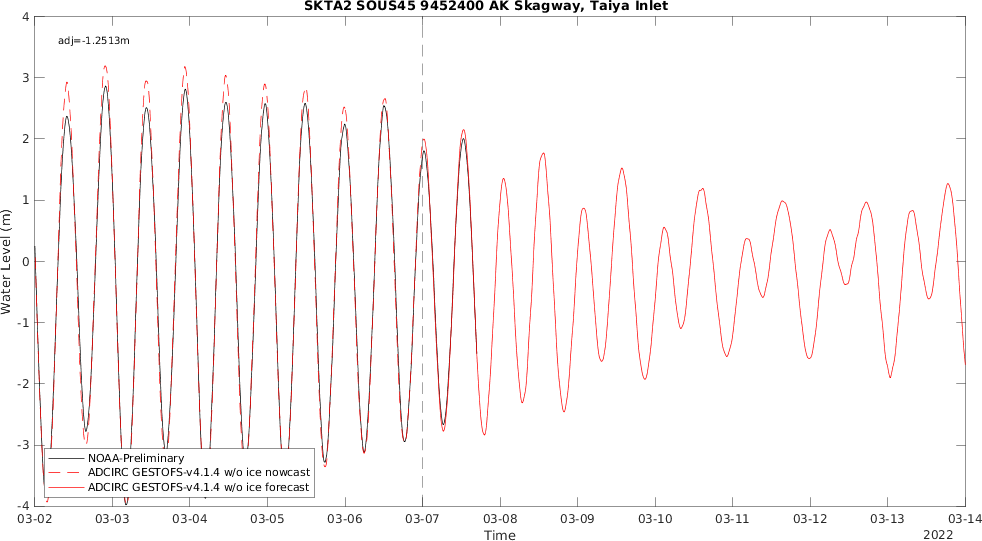 SKTA2 SOUS45 9452400 AK Skagway, Taiya Inlet
adj=-1.2513m
Water Level (m)
4
3
2
1
0
-1
-2
-3
-4
NOAA-Preliminary
ADCIRC GESTOFS-v4.1.4 w/o ice nowcast
ADCIRC GESTOFS-v4.1.4 w/o ice forecast
03-02 03-03 03-04 03-05 03-06 03-07 03-08 03-09 03-10 03-11 03-12 03-13 03-14
Time
2022